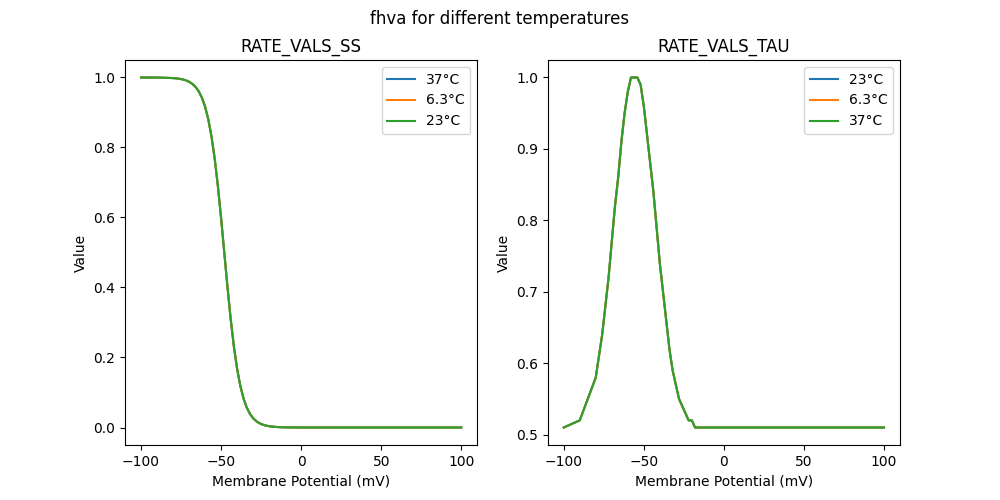 fhva for different temperatures
RATE_VALS_SS
1.0
0.8
0.6
0.4
0.2
0.0
Value
37°C
6.3°C
23°C
−100
−50
0
50
100
Membrane Potential (mV)
RATE_VALS_TAU
1.0
0.9
0.8
0.7
0.6
0.5
Value
23°C
6.3°C
37°C
−100
−50
0
50
100
Membrane Potential (mV)